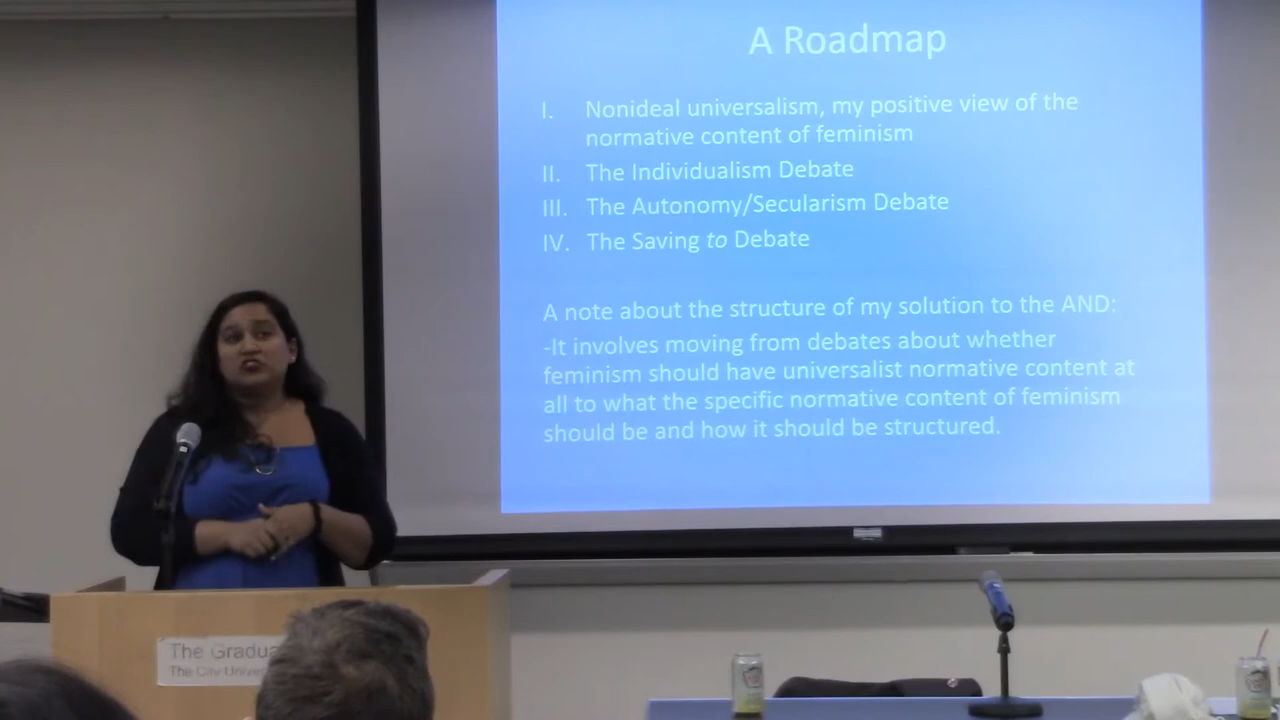 A Roadmap
I. Nonideal universalism, my positive view of the
normative content of feminism
II. The Individualism Debate
III. The Autonomy/Secularism Debate
IV. The Saving to Debate
A note about the structure of my solution to the AND:
-It involves moving from debates about whether
feminism should have universalist normative content at
all to what the specific normative content of feminism
should be and how it should be structured.
The Gradua
The City Univer